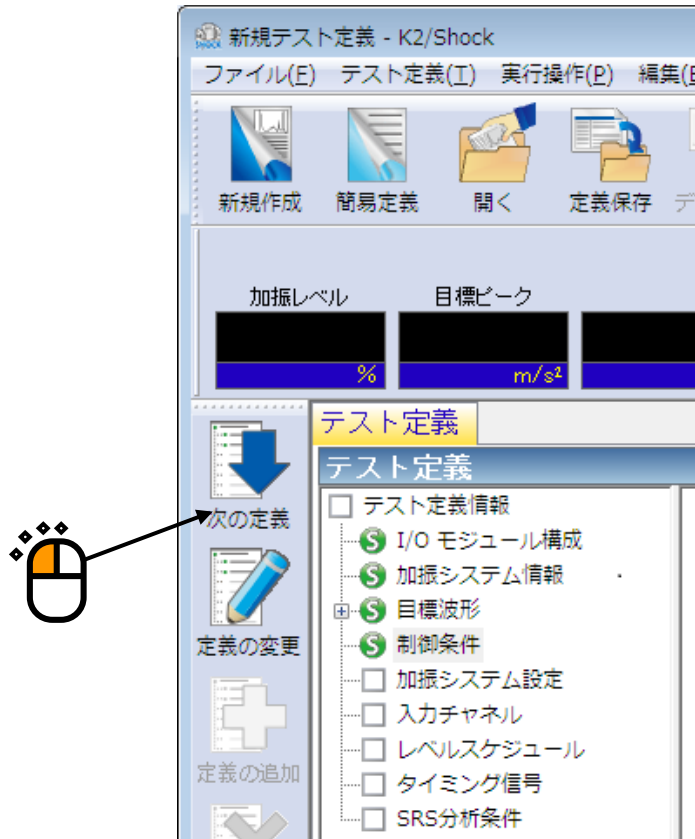 SHOCK
新規テスト定義 - K2/Shock
ファイル(F) テスト定義(T) 実行操作(P) 編集(E
新規作成 簡易定義 開く 定義保存 デ
加振レベル 目標ピーク
% m/s²
テスト定義
テスト定義
次の定義
定義の変更
定義の追加
テスト定義情報
S I/O モジュール構成
S 加振システム情報
S 目標波形
S 制御条件
加振システム設定
入力チャネル
レベルスケジュール
タイミング信号
SRS分析条件